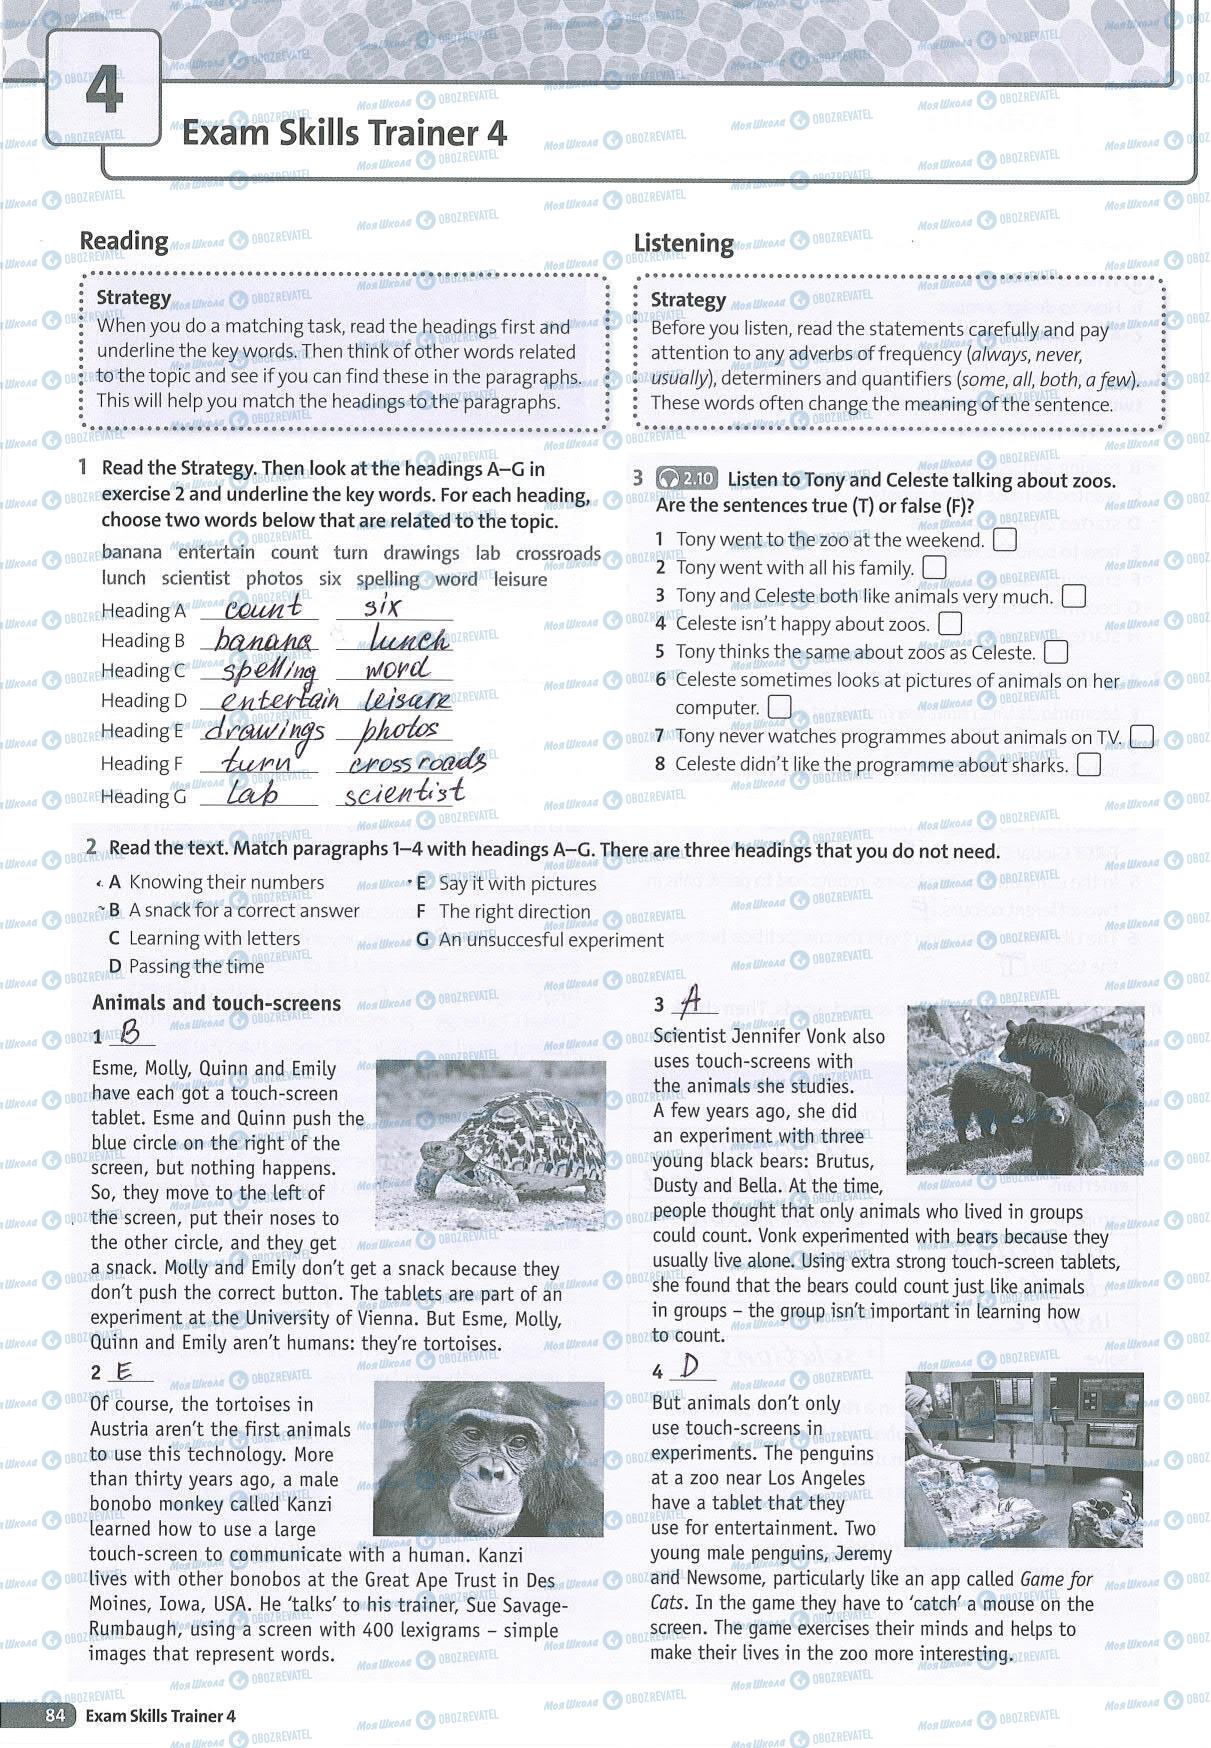 4
Exam Skills Trainer 4
Reading
Strategy
When you do a matching task, read the headings first and
underline the key words. Then think of other words related
to the topic and see if you can find these in the paragraphs.
This will help you match the headings to the paragraphs.
1 Read the Strategy. Then look at the headings A–G in
exercise 2 and underline the key words. For each heading,
choose two words below that are related to the topic.
banana entertain count turn drawings lab crossroads
lunch scientist photos six spelling word leisure
Heading A count six
Heading B banana lunch
Heading C spelling word
Heading D entertain leisure
Heading E drawings photos
Heading F turn crossroads
Heading G lab scientist
Listening
Strategy
Before you listen, read the statements carefully and pay
attention to any adverbs of frequency (always, never,
usually), determiners and quantifiers (some, all, both, a few).
These words often change the meaning of the sentence.
3 2.10 Listen to Tony and Celeste talking about zoos.
Are the sentences true (T) or false (F)?
1 Tony went to the zoo at the weekend.
2 Tony went with all his family.
3 Tony and Celeste both like animals very much.
4 Celeste isn't happy about zoos.
5 Tony thinks the same about zoos as Celeste.
6 Celeste sometimes looks at pictures of animals on her
computer.
7 Tony never watches programmes about animals on TV.
8 Celeste didn't like the programme about sharks.
2 Read the text. Match paragraphs 1–4 with headings A–G. There are three headings that you do not need.
A Knowing their numbers
B A snack for a correct answer
C Learning with letters
D Passing the time
E Say it with pictures
F The right direction
G An unsuccesful experiment
Animals and touch-screens
1 B
Esme, Molly, Quinn and Emily
have each got a touch-screen
tablet. Esme and Quinn push the
blue circle on the right of the
screen, but nothing happens.
So, they move to the left of
the screen, put their noses to
the other circle, and they get
a snack. Molly and Emily don't get a snack because they
don't push the correct button. The tablets are part of an
experiment at the University of Vienna. But Esme, Molly,
Quinn and Emily aren't humans: they're tortoises.
2 E
Of course, the tortoises in
Austria aren't the first animals
to use this technology. More
than thirty years ago, a male
bonobo monkey called Kanzi
learned how to use a large
touch-screen to communicate with a human. Kanzi
lives with other bonobos at the Great Ape Trust in Des
Moines, Iowa, USA. He 'talks' to his trainer, Sue Savage-
Rumbaugh, using a screen with 400 lexigrams – simple
images that represent words.
3 A
Scientist Jennifer Vonk also
uses touch-screens with
the animals she studies.
A few years ago, she did
an experiment with three
young black bears: Brutus,
Dusty and Bella. At the time,
people thought that only animals who lived in groups
could count. Vonk experimented with bears because they
usually live alone. Using extra strong touch-screen tablets,
she found that the bears could count just like animals
in groups – the group isn't important in learning how
to count.
4 D
But animals don't only
use touch-screens in
experiments. The penguins
at a zoo near Los Angeles
have a tablet that they
use for entertainment. Two
young male penguins, Jeremy
and Newsome, particularly like an app called Game for
Cats. In the game they have to 'catch' a mouse on the
screen. The game exercises their minds and helps to
make their lives in the zoo more interesting.
84 Exam Skills Trainer 4
Моя Школа OBOZREVATEL